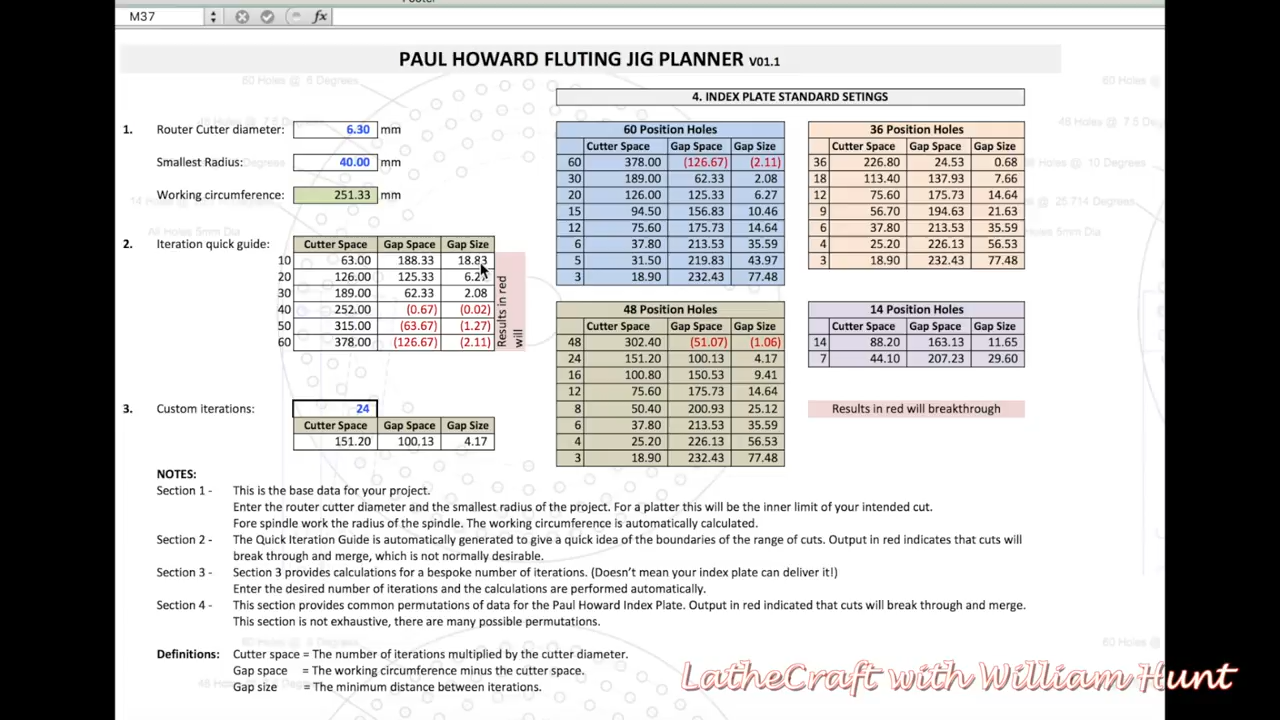 M37
fx
PAUL HOWARD FLUTING JIG PLANNER V01.1
4. INDEX PLATE STANDARD SETINGS
1. Router Cutter diameter: 6.30 mm
Smallest Radius: 40.00 mm
Working circumference: 251.33 mm
2. Iteration quick guide:
Cutter Space Gap Space Gap Size
10 63.00 188.33 18.83
20 126.00 125.33 6.27
30 189.00 62.33 2.08
40 252.00 (0.67) (0.02)
50 315.00 (63.67) (1.27)
60 378.00 (126.67) (2.11)
Results in red
will
3. Custom iterations: 24
Cutter Space Gap Space Gap Size
151.20 100.13 4.17
60 Position Holes
Cutter Space Gap Space Gap Size
60 378.00 (126.67) (2.11)
30 189.00 62.33 2.08
20 126.00 125.33 6.27
15 94.50 156.83 10.46
12 75.60 175.73 14.64
6 37.80 213.53 35.59
5 31.50 219.83 43.97
3 18.90 232.43 77.48
36 Position Holes
Cutter Space Gap Space Gap Size
36 226.80 24.53 0.68
18 113.40 137.93 7.66
12 75.60 175.73 14.64
9 56.70 194.63 21.63
6 37.80 213.53 35.59
4 25.20 226.13 56.53
3 18.90 232.43 77.48
48 Position Holes
Cutter Space Gap Space Gap Size
48 302.40 (51.07) (1.06)
24 151.20 100.13 4.17
16 100.80 150.53 9.41
12 75.60 175.73 14.64
8 50.40 200.93 25.12
6 37.80 213.53 35.59
4 25.20 226.13 56.53
3 18.90 232.43 77.48
14 Position Holes
Cutter Space Gap Space Gap Size
14 88.20 163.13 11.65
7 44.10 207.23 29.60
Results in red will breakthrough
NOTES:
Section 1 - This is the base data for your project.
Enter the router cutter diameter and the smallest radius of the project. For a platter this will be the inner limit of your intended cut.
Fore spindle work the radius of the spindle. The working circumference is automatically calculated.
Section 2 - The Quick Iteration Guide is automatically generated to give a quick idea of the boundaries of the range of cuts. Output in red indicates that cuts will
break through and merge, which is not normally desirable.
Section 3 - Section 3 provides calculations for a bespoke number of iterations. (Doesn't mean your index plate can deliver it!)
Enter the desired number of iterations and the calculations are performed automatically.
Section 4 - This section provides common permutations of data for the Paul Howard Index Plate. Output in red indicated that cuts will break through and merge.
This section is not exhaustive, there are many possible permutations.
Definitions: Cutter space = The number of iterations multiplied by the cutter diameter.
Gap space = The working circumference minus the cutter space.
Gap size = The minimum distance between iterations.
LatheCraft with William Hunt